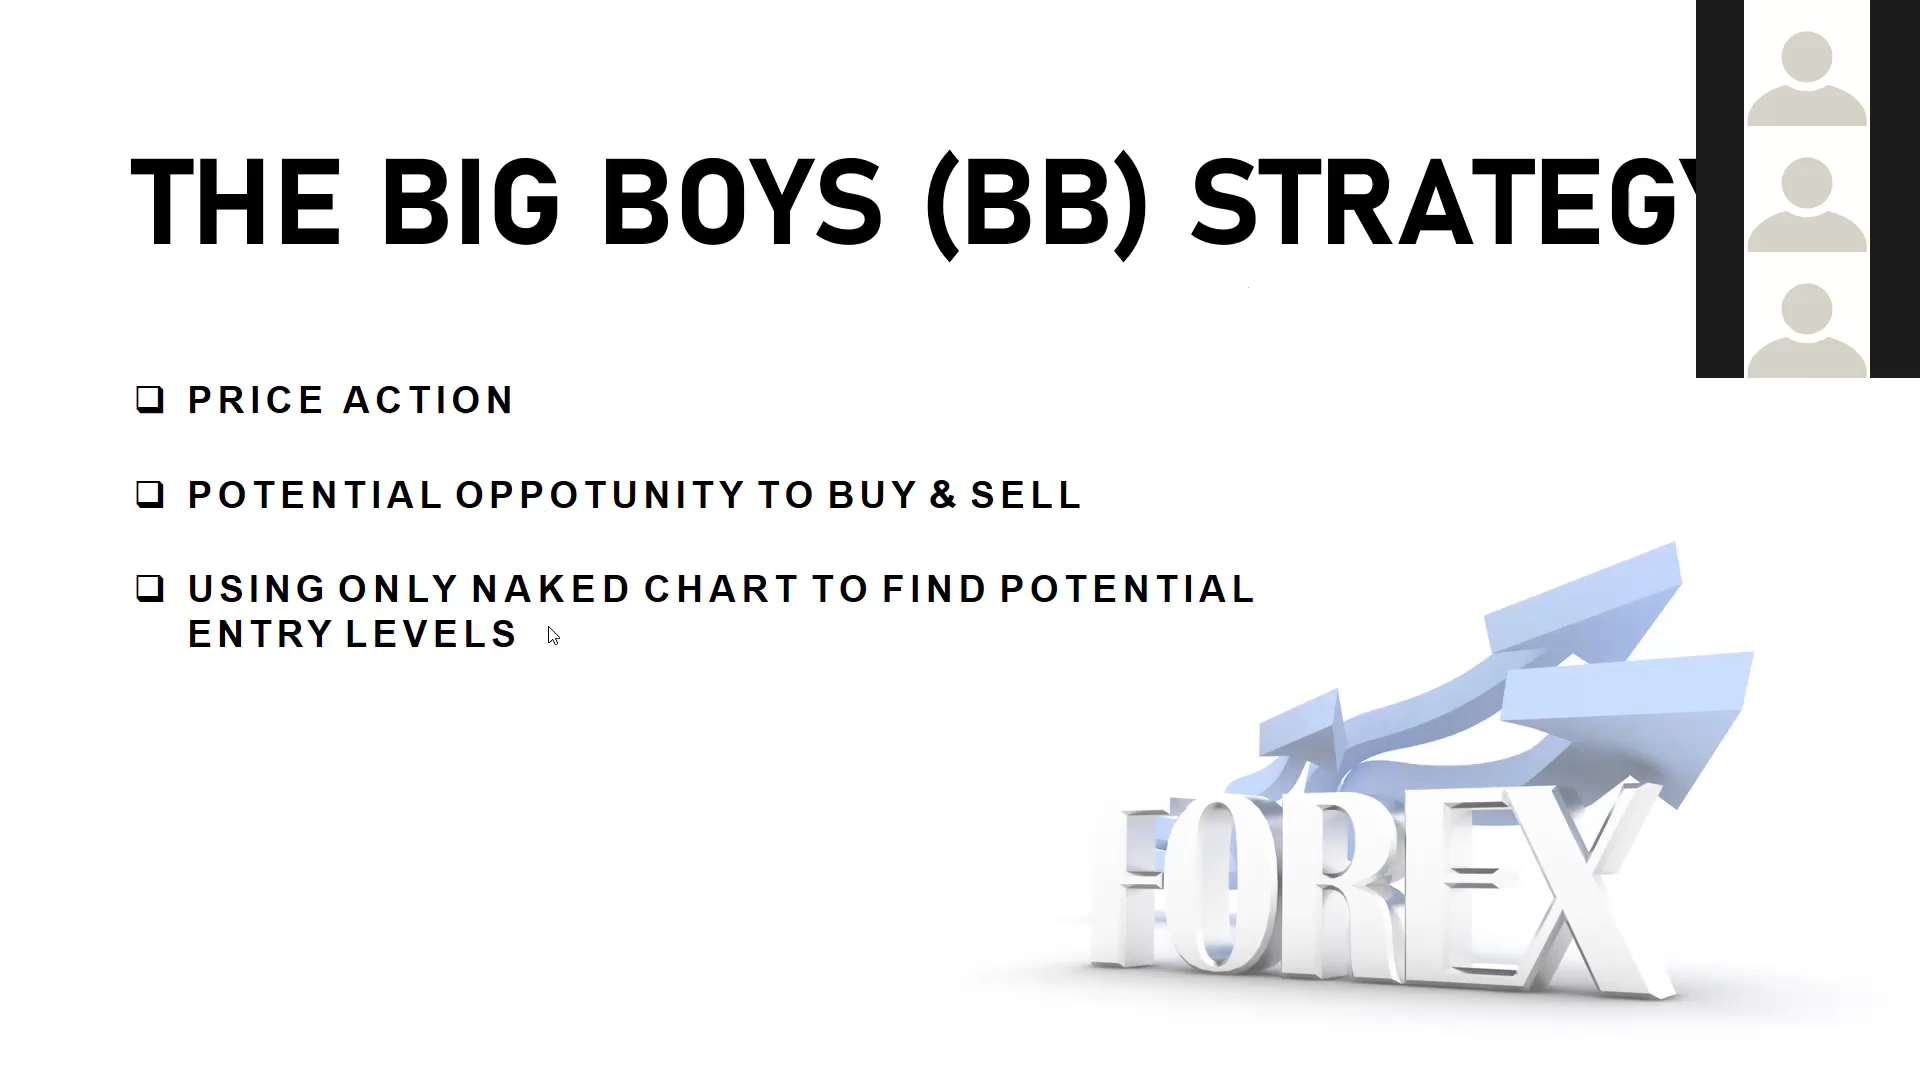 THE BIG BOYS (BB) STRATEGY
❑ PRICE ACTION
❑ POTENTIAL OPPOTUNITY TO BUY & SELL
❑ USING ONLY NAKED CHART TO FIND POTENTIAL
ENTRY LEVELS
FOREX